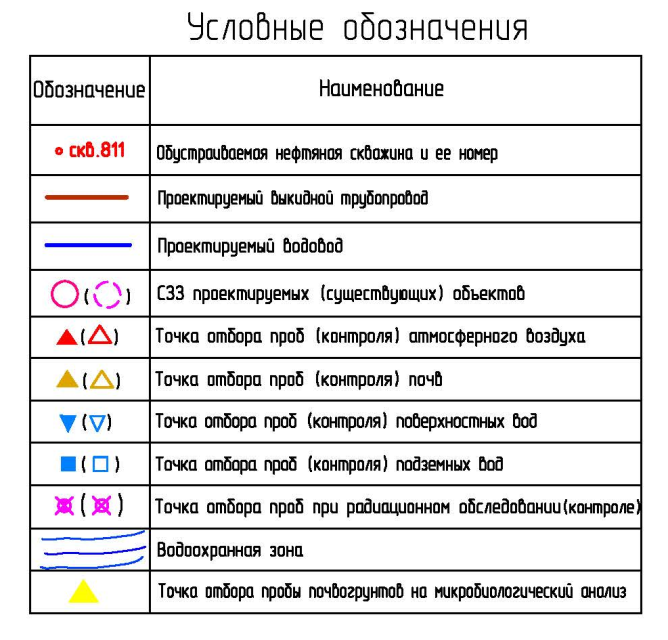 Условные обозначения
Обозначение Наименование
скв.811 Обустраиваемая нефтяная скважина и ее номер
Проектируемый выкидной трубопровод
Проектируемый водовод
( ) СЗЗ проектируемых (существующих) объектов
( ) Точка отбора проб (контроля) атмосферного воздуха
( ) Точка отбора проб (контроля) почв
( ) Точка отбора проб (контроля) поверхностных вод
( ) Точка отбора проб (контроля) подземных вод
( ) Точка отбора проб при радиационном обследовании(контроле)
Водоохранная зона
Точка отбора пробы почвогрунтов на микробиологический анализ